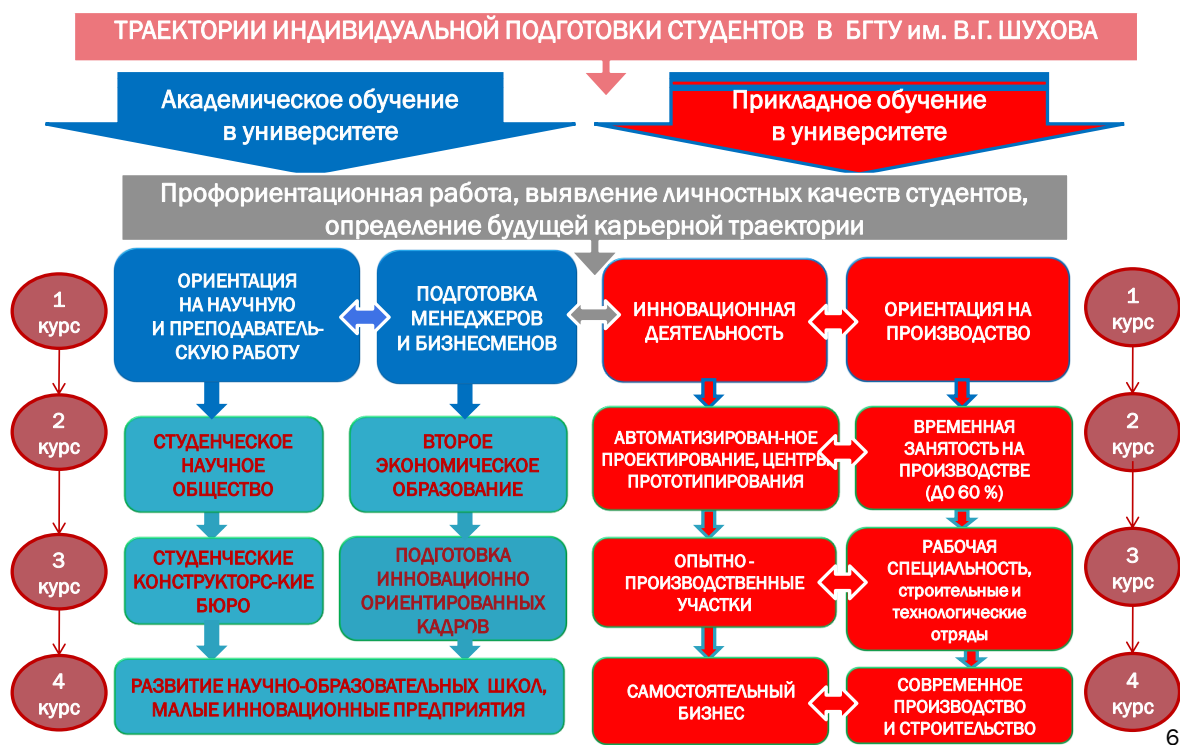 ТРАЕКТОРИИ ИНДИВИДУАЛЬНОЙ ПОДГОТОВКИ СТУДЕНТОВ В БГТУ им. В.Г. ШУХОВА
Академическое обучение
в университете
Прикладное обучение
в университете
Профориентационная работа, выявление личностных качеств студентов,
определение будущей карьерной траектории
1
курс
ОРИЕНТАЦИЯ
НА НАУЧНУЮ
И ПРЕПОДАВАТЕЛЬ-
СКУЮ РАБОТУ
ПОДГОТОВКА
МЕНЕДЖЕРОВ
И БИЗНЕСМЕНОВ
ИННОВАЦИОННАЯ
ДЕЯТЕЛЬНОСТЬ
ОРИЕНТАЦИЯ НА
ПРОИЗВОДСТВО
1
курс
2
курс
СТУДЕНЧЕСКОЕ
НАУЧНОЕ
ОБЩЕСТВО
ВТОРОЕ
ЭКОНОМИЧЕСКОЕ
ОБРАЗОВАНИЕ
АВТОМАТИЗИРОВАН-НОЕ
ПРОЕКТИРОВАНИЕ, ЦЕНТРЫ
ПРОТОТИПИРОВАНИЯ
ВРЕМЕННАЯ
ЗАНЯТОСТЬ НА
ПРОИЗВОДСТВЕ
(ДО 60 %)
2
курс
3
курс
СТУДЕНЧЕСКИЕ
КОНСТРУКТОРС-КИЕ
БЮРО
ПОДГОТОВКА
ИННОВАЦИОННО
ОРИЕНТИРОВАННЫХ
КАДРОВ
ОПЫТНО-
ПРОИЗВОДСТВЕННЫЕ
УЧАСТКИ
РАБОЧАЯ
СПЕЦИАЛЬНОСТЬ,
строительные и
технологические
отряды
3
курс
4
курс
РАЗВИТИЕ НАУЧНО-ОБРАЗОВАТЕЛЬНЫХ ШКОЛ,
МАЛЫЕ ИННОВАЦИОННЫЕ ПРЕДПРИЯТИЯ
САМОСТОЯТЕЛЬНЫЙ
БИЗНЕС
СОВРЕМЕННОЕ
ПРОИЗВОДСТВО
И СТРОИТЕЛЬСТВО
4
курс
6